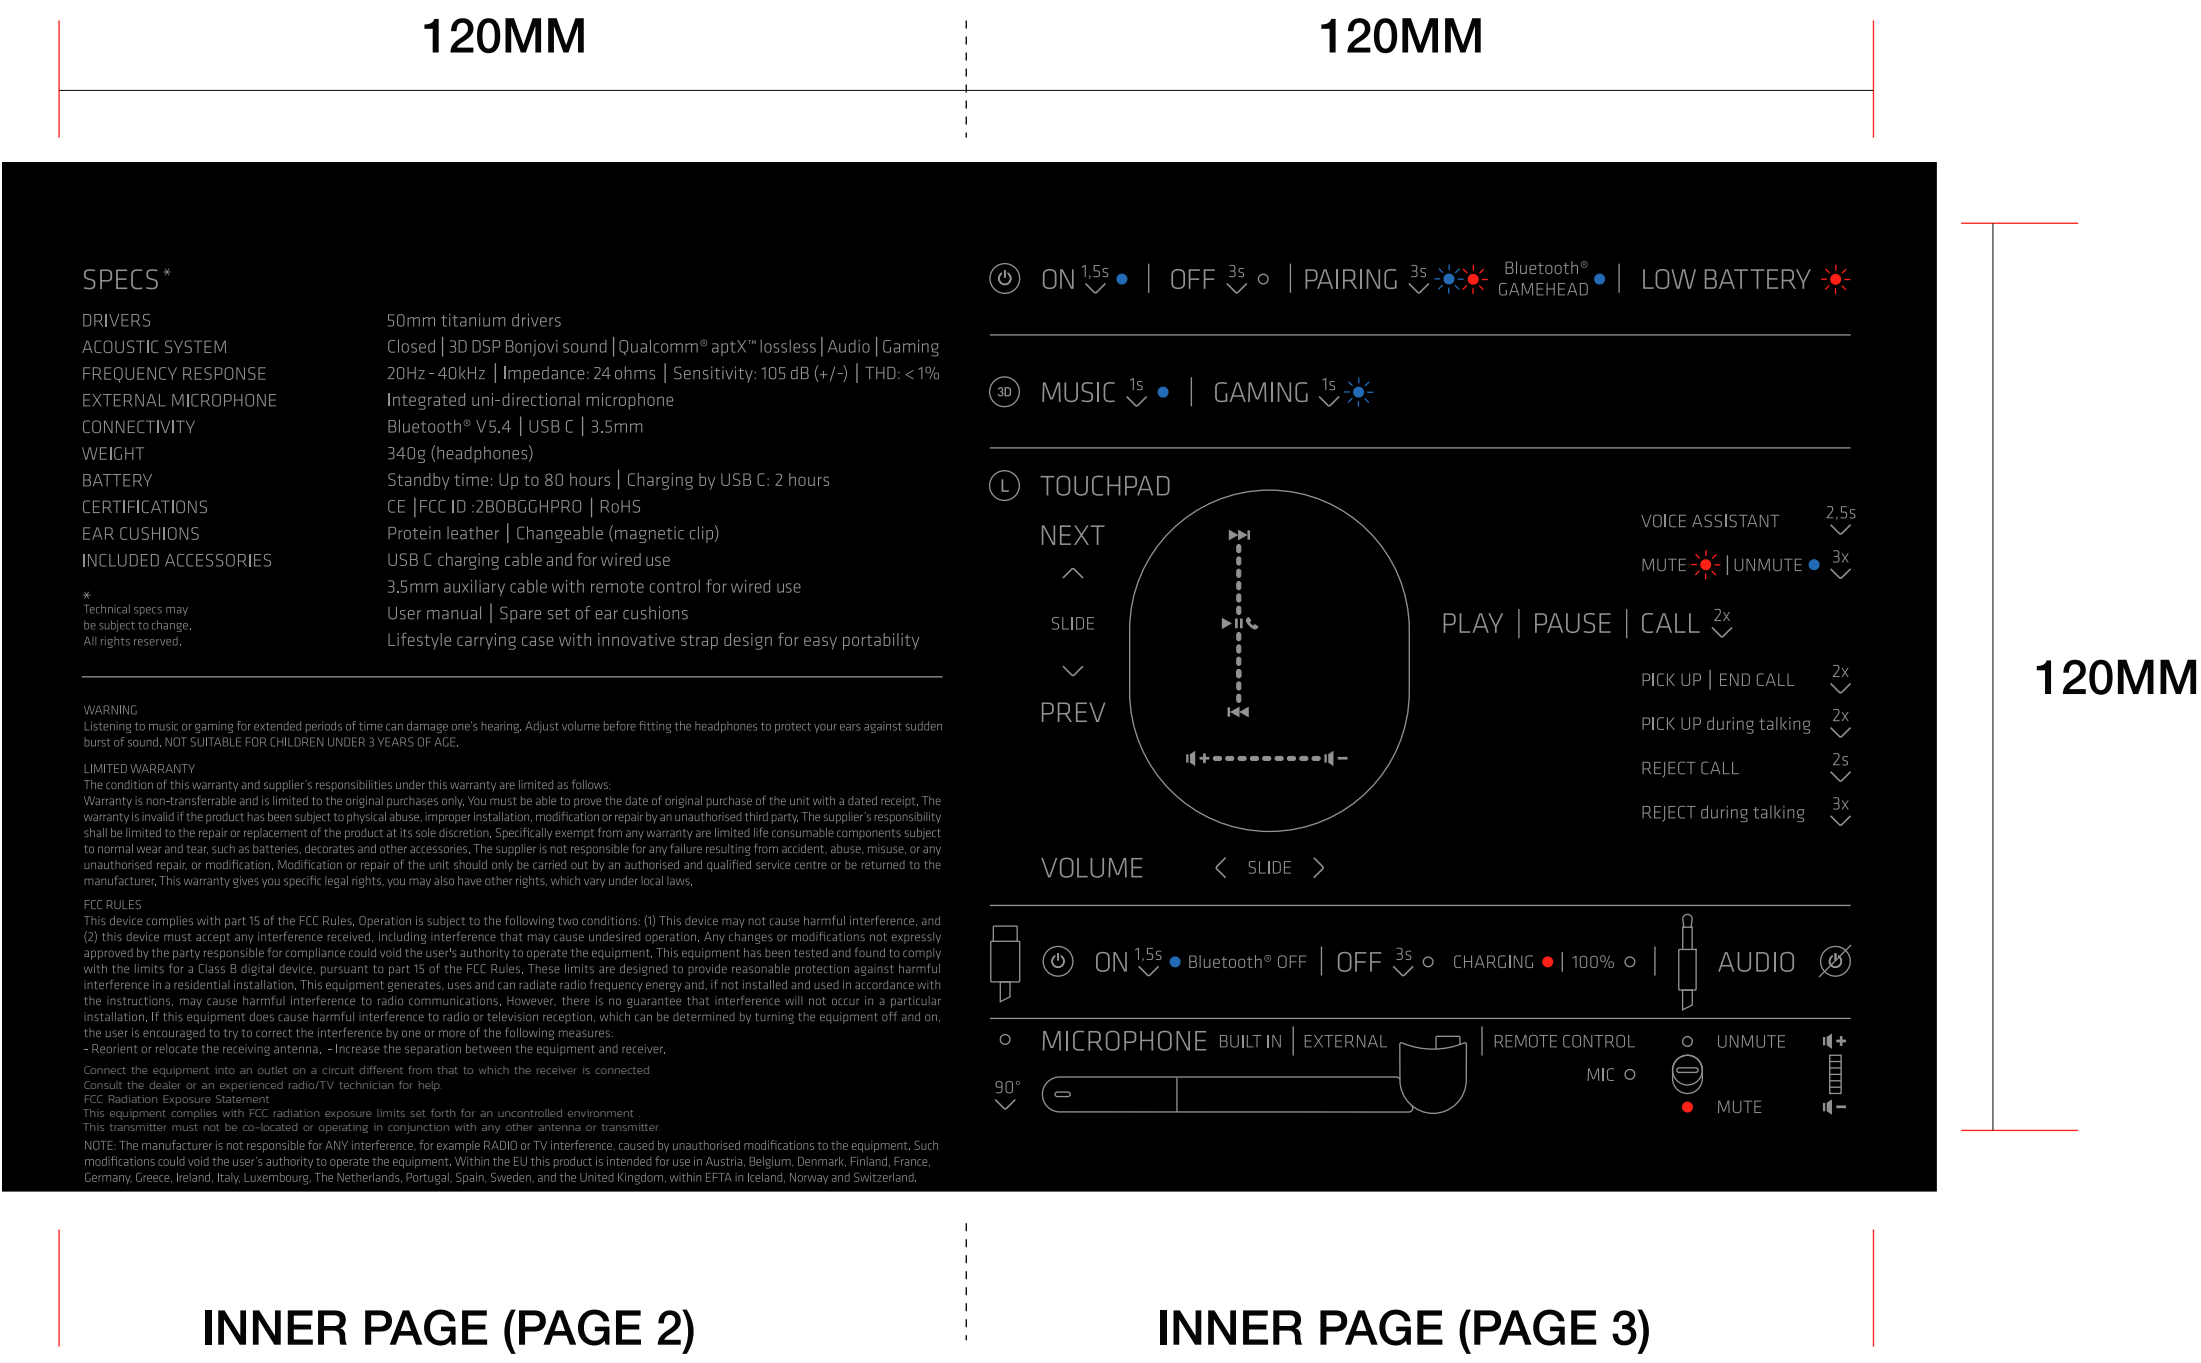 120MM
120MM
SPECS*
DRIVERS 50mm titanium drivers
ACOUSTIC SYSTEM Closed | 3D DSP Bonjovi sound | Qualcomm® aptX™ lossless | Audio | Gaming
FREQUENCY RESPONSE 20Hz - 40kHz | Impedance: 24 ohms | Sensitivity: 105 dB (+/-) | THD: < 1%
EXTERNAL MICROPHONE Integrated uni-directional microphone
CONNECTIVITY Bluetooth® V5.4 | USB C | 3.5mm
WEIGHT 340g (headphones)
BATTERY Standby time: Up to 80 hours | Charging by USB C: 2 hours
CERTIFICATIONS CE | FCC ID :2BOBGGHPRO | RoHS
EAR CUSHIONS Protein leather | Changeable (magnetic clip)
INCLUDED ACCESSORIES USB C charging cable and for wired use
3.5mm auxiliary cable with remote control for wired use
User manual | Spare set of ear cushions
Lifestyle carrying case with innovative strap design for easy portability
*
Technical specs may
be subject to change.
All rights reserved.
WARNING
Listening to music or gaming for extended periods of time can damage one's hearing. Adjust volume before fitting the headphones to protect your ears against sudden
burst of sound. NOT SUITABLE FOR CHILDREN UNDER 3 YEARS OF AGE.
LIMITED WARRANTY
The condition of this warranty and supplier's responsibilities under this warranty are limited as follows:
Warranty is non-transferrable and is limited to the original purchases only. You must be able to prove the date of original purchase of the unit with a dated receipt. The
warranty is invalid if the product has been subject to physical abuse, improper installation, modification or repair by an unauthorised third party. The supplier's responsibility
shall be limited to the repair or replacement of the product at its sole discretion. Specifically exempt from any warranty are limited life consumable components subject
to normal wear and tear, such as batteries, decorates and other accessories. The supplier is not responsible for any failure resulting from accident, abuse, misuse, or any
unauthorised repair, or modification. Modification or repair of the unit should only be carried out by an authorised and qualified service centre or be returned to the
manufacturer. This warranty gives you specific legal rights, you may also have other rights, which vary under local laws.
FCC RULES
This device complies with part 15 of the FCC Rules. Operation is subject to the following two conditions: (1) This device may not cause harmful interference, and
(2) this device must accept any interference received, including interference that may cause undesired operation. Any changes or modifications not expressly
approved by the party responsible for compliance could void the user's authority to operate the equipment. This equipment has been tested and found to comply
with the limits for a Class B digital device, pursuant to part 15 of the FCC Rules. These limits are designed to provide reasonable protection against harmful
interference in a residential installation. This equipment generates, uses and can radiate radio frequency energy and, if not installed and used in accordance with
the instructions, may cause harmful interference to radio communications. However, there is no guarantee that interference will not occur in a particular
installation. If this equipment does cause harmful interference to radio or television reception, which can be determined by turning the equipment off and on,
the user is encouraged to try to correct the interference by one or more of the following measures:
- Reorient or relocate the receiving antenna. - Increase the separation between the equipment and receiver.
Connect the equipment into an outlet on a circuit different from that to which the receiver is connected.
Consult the dealer or an experienced radio/TV technician for help.
FCC Radiation Exposure Statement
This equipment complies with FCC radiation exposure limits set forth for an uncontrolled environment .
This transmitter must not be co-located or operating in conjunction with any other antenna or transmitter.
NOTE: The manufacturer is not responsible for ANY interference, for example RADIO or TV interference, caused by unauthorised modifications to the equipment. Such
modifications could void the user's authority to operate the equipment. Within the EU this product is intended for use in Austria, Belgium, Denmark, Finland, France,
Germany, Greece, Ireland, Italy, Luxembourg, The Netherlands, Portugal, Spain, Sweden, and the United Kingdom, within EFTA in Iceland, Norway and Switzerland.
ON 1,5s | OFF 3s | PAIRING 3s Bluetooth® GAMEHEAD | LOW BATTERY
3D MUSIC 1s | GAMING 1s
L TOUCHPAD
NEXT
SLIDE
PREV
VOICE ASSISTANT 2,5s
MUTE | UNMUTE 3x
PLAY | PAUSE | CALL 2x
PICK UP | END CALL 2x
PICK UP during talking 2x
REJECT CALL 2s
REJECT during talking 3x
VOLUME < SLIDE >
ON 1,5s Bluetooth® OFF | OFF 3s CHARGING | 100% | AUDIO
MICROPHONE BUILT IN | EXTERNAL | REMOTE CONTROL UNMUTE
MIC
90°
MUTE
120MM
INNER PAGE (PAGE 2)
INNER PAGE (PAGE 3)